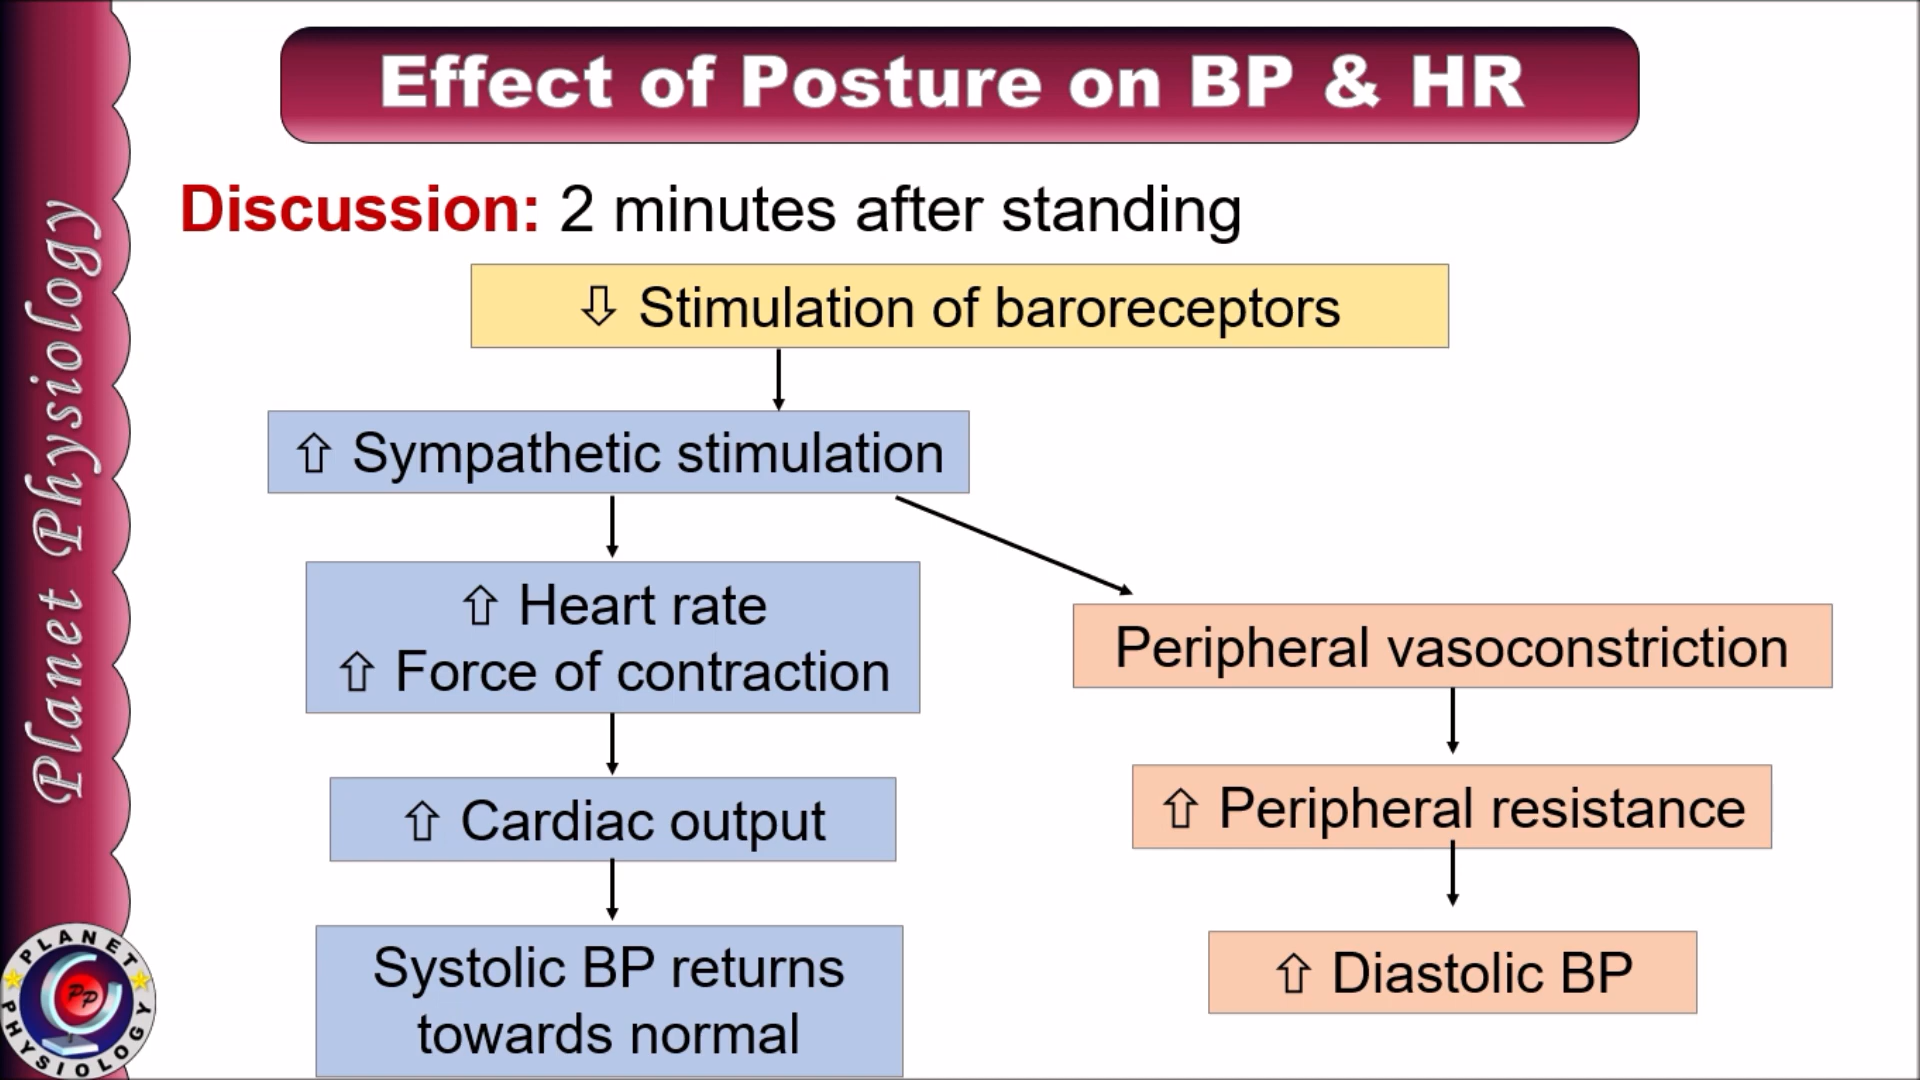 Effect of Posture on BP & HR
Discussion: 2 minutes after standing
⇩ Stimulation of baroreceptors
⇧ Sympathetic stimulation
⇧ Heart rate
⇧ Force of contraction
⇧ Cardiac output
Systolic BP returns
towards normal
Peripheral vasoconstriction
⇧ Peripheral resistance
⇧ Diastolic BP
Planet Physiology
PLANET
PP
PHYSIOLOGY